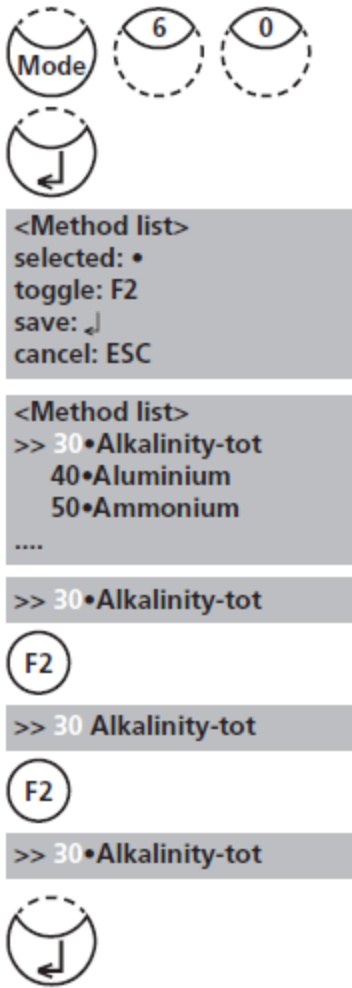 Mode 6 0
<Method list>
selected: •
toggle: F2
save: ↲
cancel: ESC
<Method list>
>> 30•Alkalinity-tot
40•Aluminium
50•Ammonium
....
>> 30•Alkalinity-tot
F2
>> 30 Alkalinity-tot
F2
>> 30•Alkalinity-tot